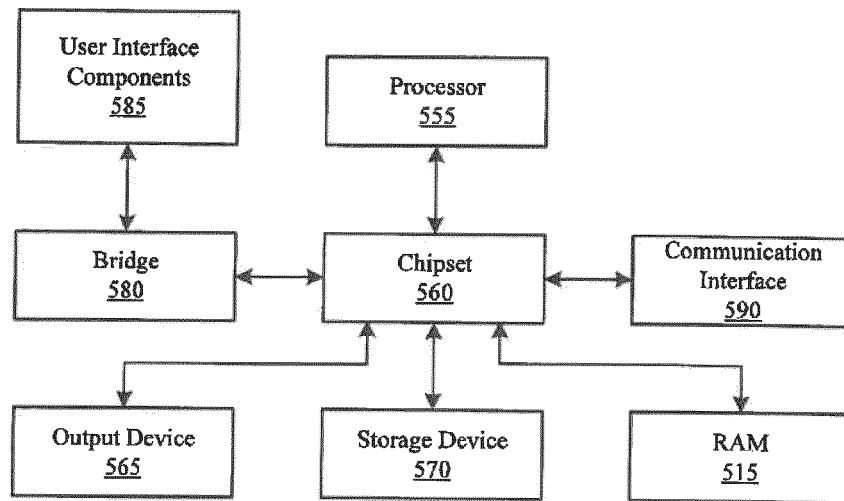 User Interface
Components
585
Processor
555
Bridge
580
Chipset
560
Communication
Interface
590
Output Device
565
Storage Device
570
RAM
515